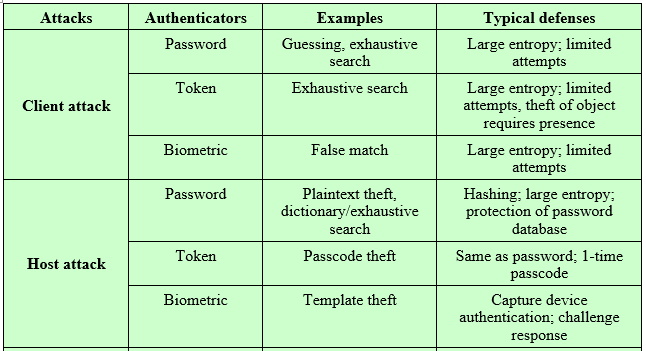 Attacks Authenticators Examples Typical defenses
Client attack
Password Guessing, exhaustive search Large entropy; limited attempts
Token Exhaustive search Large entropy; limited attempts, theft of object requires presence
Biometric False match Large entropy; limited attempts
Host attack
Password Plaintext theft, dictionary/exhaustive search Hashing; large entropy; protection of password database
Token Passcode theft Same as password; 1-time passcode
Biometric Template theft Capture device authentication; challenge response